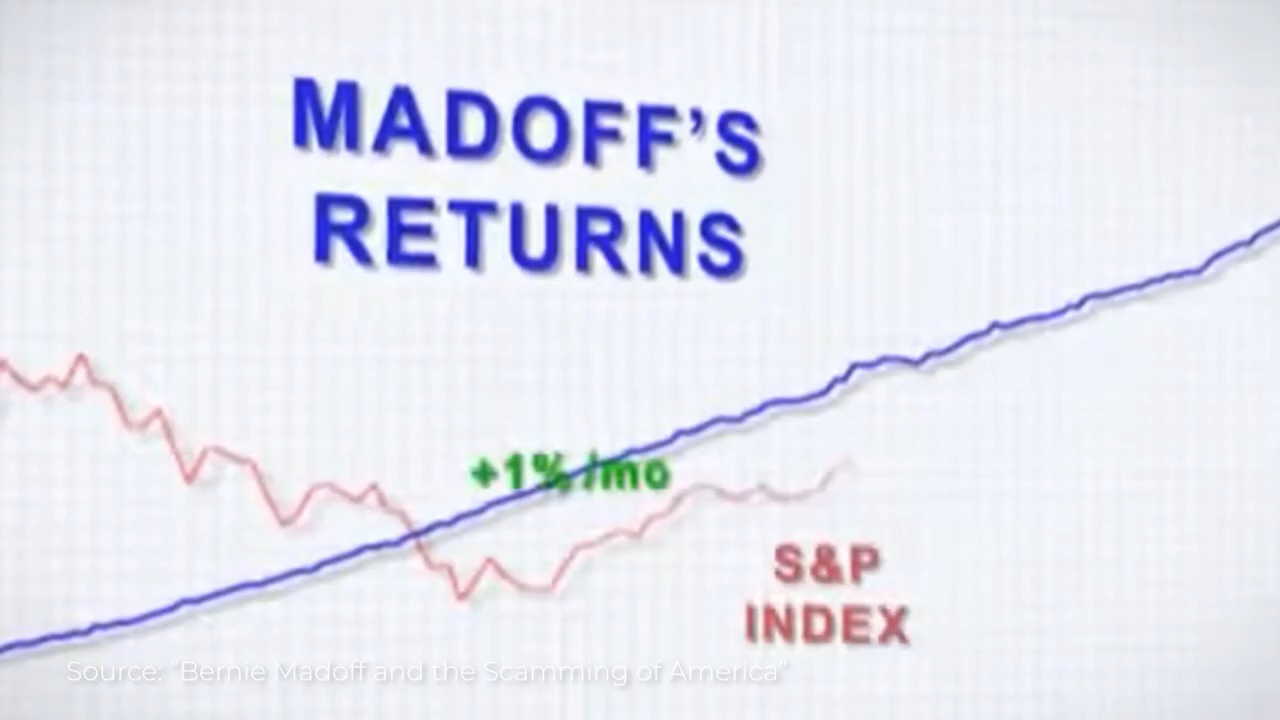 MADOFF'S
RETURNS
+1% /mo
S&P
INDEX
Source: "Bernie Madoff and the Scamming of America"